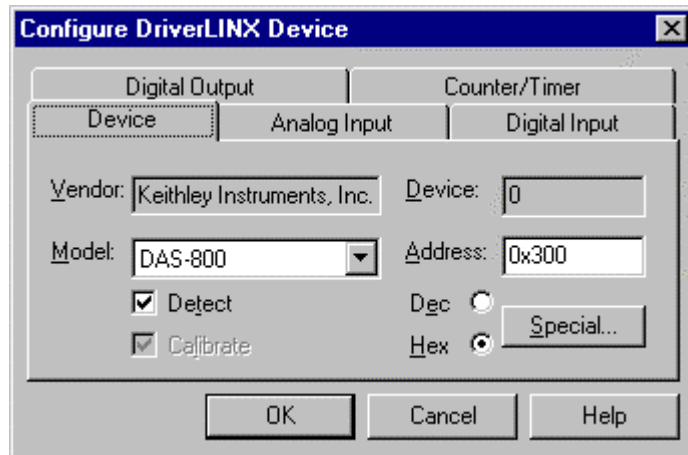 Configure DriverLINX Device
Digital Output Counter/Timer
Device Analog Input Digital Input
Vendor: Keithley Instruments, Inc. Device: 0
Model: DAS-800 Address: 0x300
Detect Dec
Special...
Calibrate Hex
OK Cancel Help